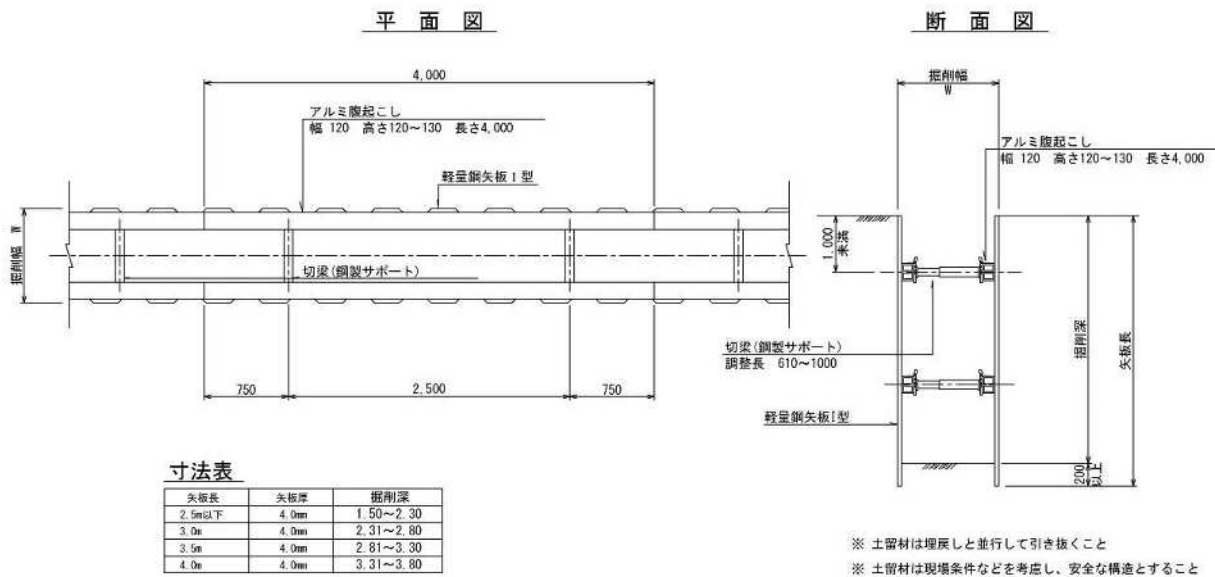 平面図
4,000
アルミ腹起こし
幅 120 高さ120～130 長さ4,000
軽量鋼矢板Ⅰ型
掘削幅 W
切梁(鋼製サポート)
750
2,500
750
断面図
掘削幅
W
アルミ腹起こし
幅 120 高さ120～130 長さ4,000
1,000
未満
切梁(鋼製サポート)
調整長 610～1000
掘削深
矢板長
軽量鋼矢板Ⅰ型
200
以上
寸法表
矢板長 矢板厚 掘削深
2.5m以下 4.0mm 1.50～2.30
3.0m 4.0mm 2.31～2.80
3.5m 4.0mm 2.81～3.30
4.0m 4.0mm 3.31～3.80
※ 土留材は埋戻しと並行して引き抜くこと
※ 土留材は現場条件などを考慮し、安全な構造とすること